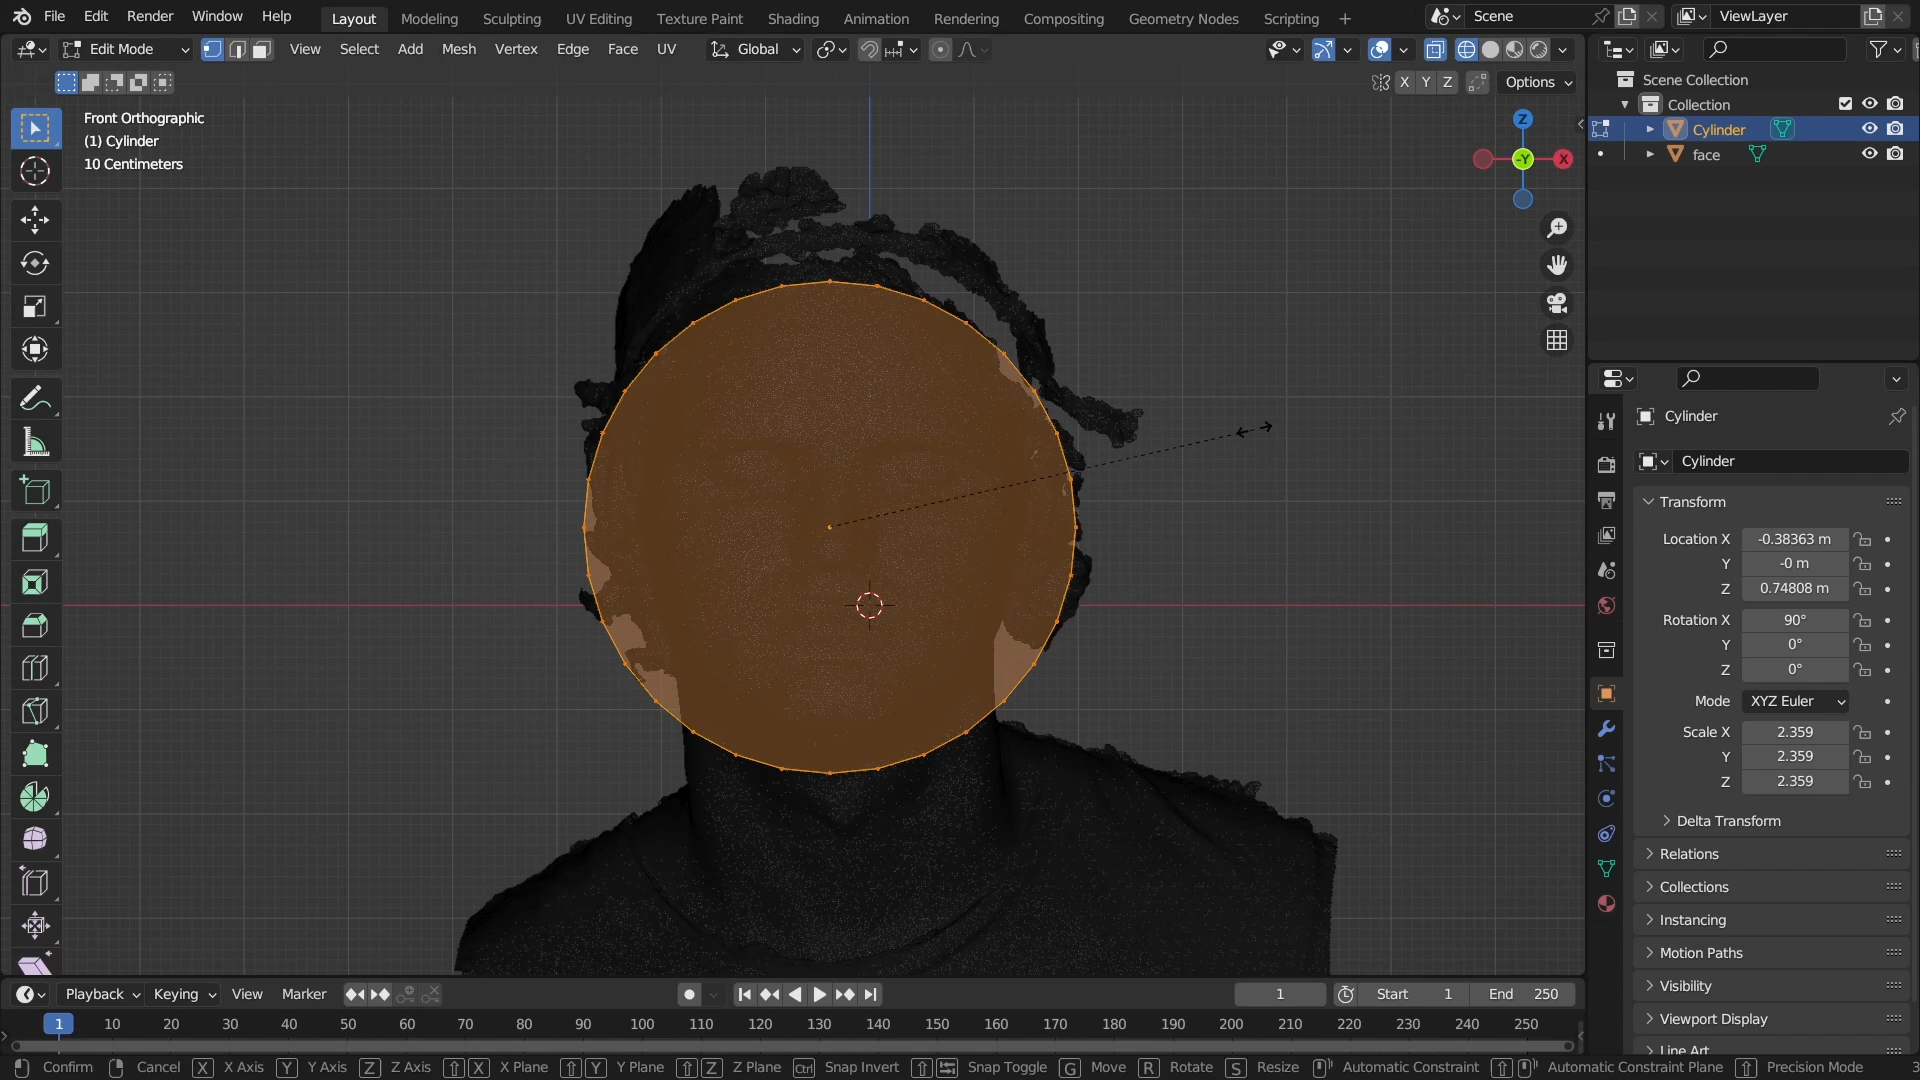 File Edit Render Window Help Layout Modeling Sculpting UV Editing Texture Paint Shading Animation Rendering Compositing Geometry Nodes Scripting + Scene ViewLayer
Edit Mode View Select Add Mesh Vertex Edge Face UV Global
X Y Z Options
Front Orthographic
(1) Cylinder
10 Centimeters
Z
-Y
X
Scene Collection
Collection
Cylinder
face
Cylinder
Cylinder
Transform
Location X -0.38363 m
Y -0 m
Z 0.74808 m
Rotation X 90°
Y 0°
Z 0°
Mode XYZ Euler
Scale X 2.359
Y 2.359
Z 2.359
Delta Transform
Relations
Collections
Instancing
Motion Paths
Visibility
Viewport Display
Line Art
Playback Keying View Marker 1 Start 1 End 250
1 10 20 30 40 50 60 70 80 90 100 110 120 130 140 150 160 170 180 190 200 210 220 230 240 250
Confirm Cancel X X Axis Y Y Axis Z Z Axis X X Plane Y Y Plane Z Z Plane Ctrl Snap Invert Snap Toggle G Move R Rotate S Resize Automatic Constraint Automatic Constraint Plane Precision Mode